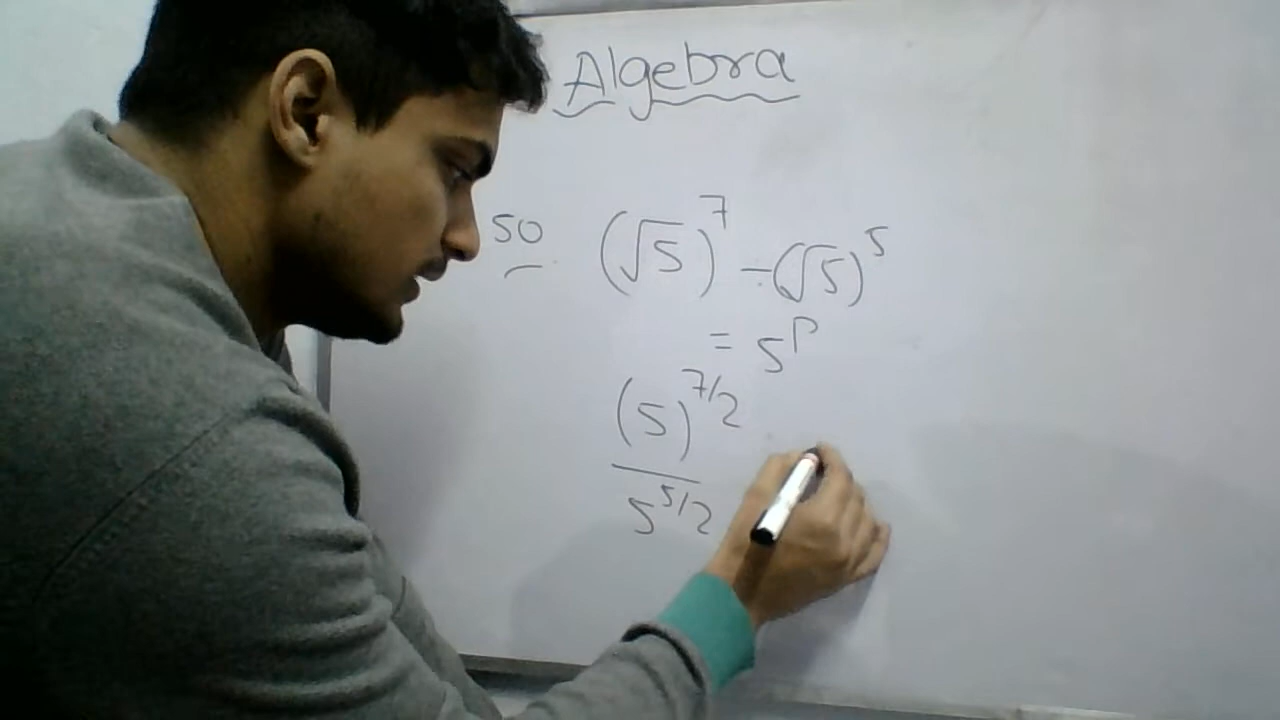 Algebra
50 (√5)^7 ÷ (√5)^5
= 5^p
(5)^7/2
5^5/2